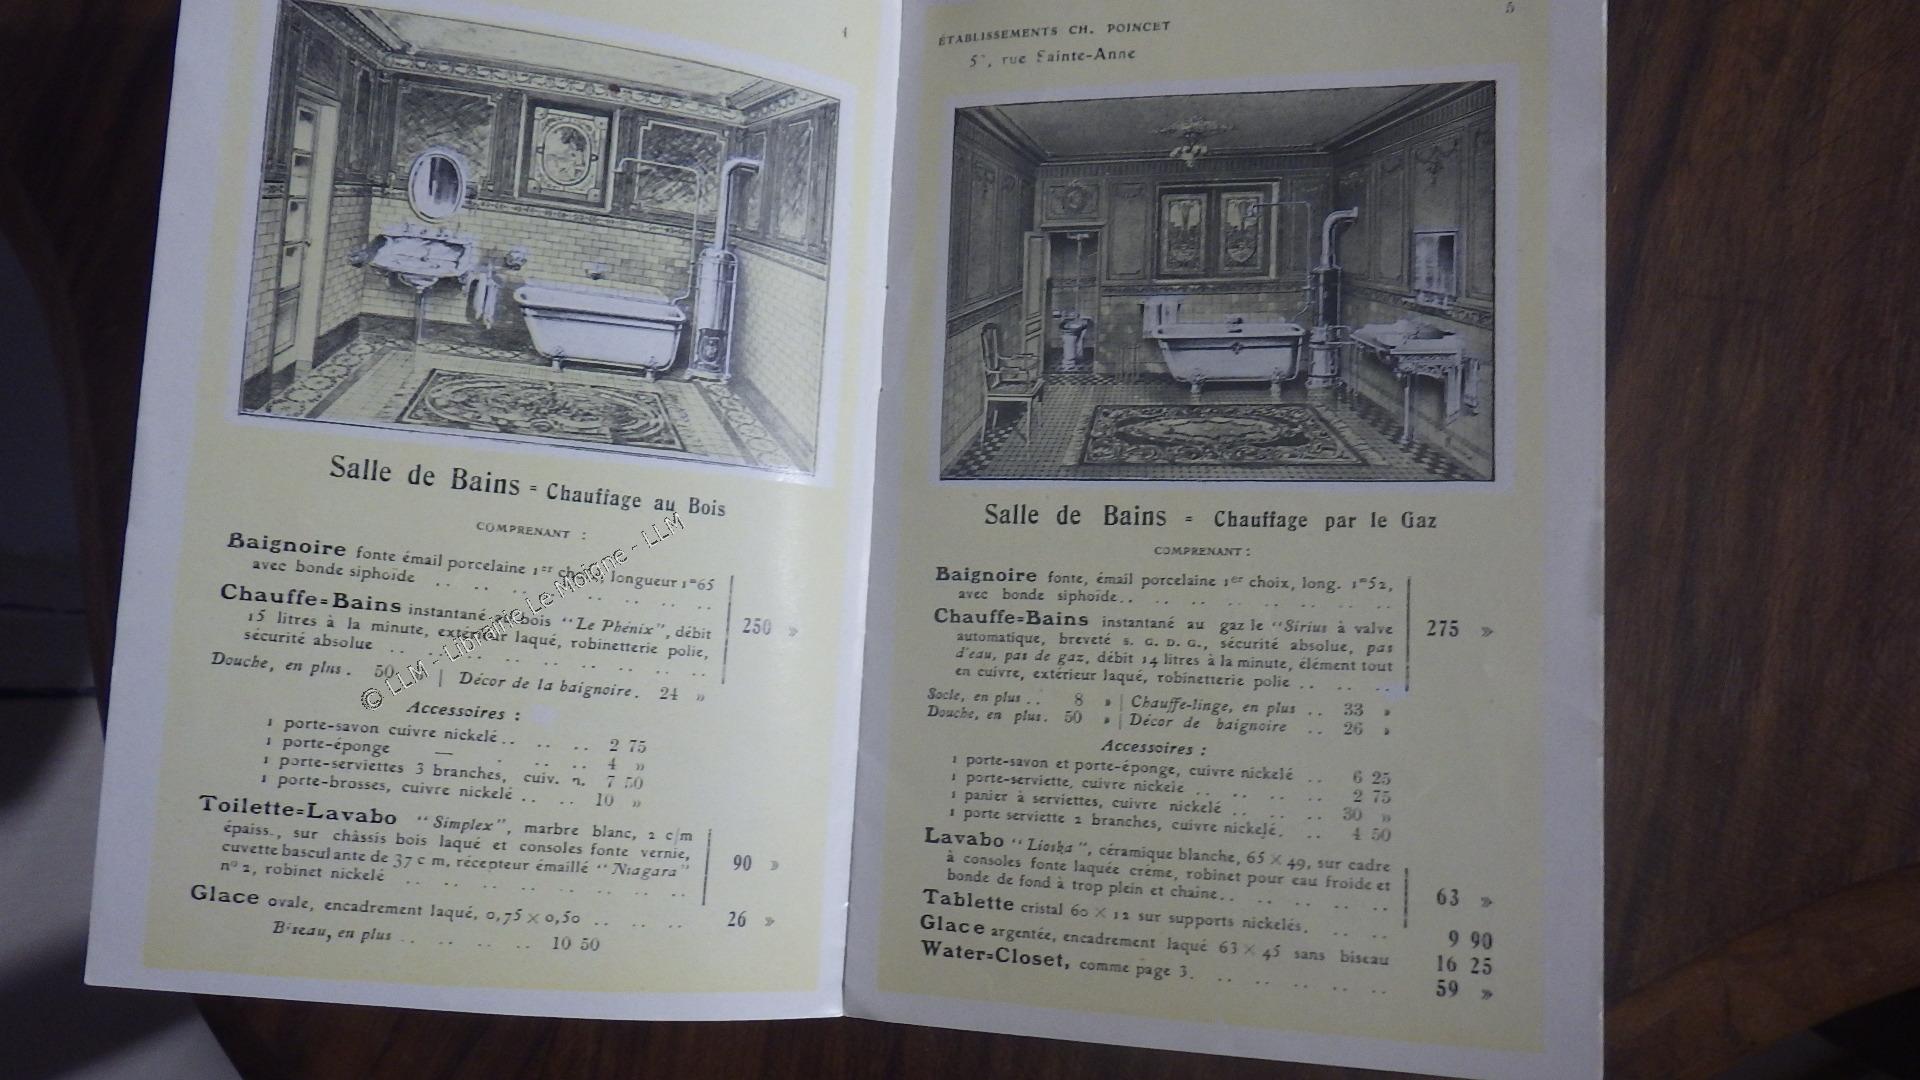 4
Salle de Bains = Chauffage au Bois
COMPRENANT :
Baignoire fonte émail porcelaine 1er choix, longueur 1m65
avec bonde siphoïde .. .. .. .. .. .. ..
Chauffe=Bains instantané au bois "Le Phénix", débit
15 litres à la minute, extérieur laqué, robinetterie polie,
sécurité absolue .. .. .. .. .. .. ..
250 »
Douche, en plus. 50 » | Décor de la baignoire. 24 »
Accessoires :
1 porte-savon cuivre nickelé .. .. .. 2 75
1 porte-éponge — . .. .. 4 »
1 porte-serviettes 3 branches, cuiv. n. 7 50
1 porte-brosses, cuivre nickelé .. .. 10 »
Toilette=Lavabo "Simplex", marbre blanc, 2 c/m
épaiss., sur châssis bois laqué et consoles fonte vernie,
cuvette basculante de 37 c m, récepteur émaillé "Niagara"
n° 2, robinet nickelé .. .. .. .. .. .. ..
90 »
Glace ovale, encadrement laqué, 0,75 × 0,50 .. .. .. 26 »
Biseau, en plus .. .. .. .. 10 50
© LLM - Librairie Le Moigne - LLM
5
ÉTABLISSEMENTS CH. POINCET
rue Sainte-Anne
Salle de Bains = Chauffage par le Gaz
COMPRENANT :
Baignoire fonte, émail porcelaine 1er choix, long. 1m52,
avec bonde siphoïde.. .. .. .. .. .. ..
Chauffe=Bains instantané au gaz le "Sirius à valve
automatique, breveté S. G. D. G., sécurité absolue, pas
d'eau, pas de gaz, débit 14 litres à la minute, élément tout
en cuivre, extérieur laqué, robinetterie polie .. .. ..
275 »
Socle, en plus .. 8 » | Chauffe-linge, en plus .. 33 »
Douche, en plus. 50 » | Décor de baignoire .. 26 »
Accessoires :
1 porte-savon et porte-éponge, cuivre nickelé .. 6 25
1 porte-serviette, cuivre nickelé .. .. .. .. 2 75
1 panier à serviettes, cuivre nickelé .. .. .. 30 »
1 porte serviette 2 branches, cuivre nickelé. .. 4 50
Lavabo "Lioska", céramique blanche, 65 × 49, sur cadre
à consoles fonte laquée crème, robinet pour eau froide et
bonde de fond à trop plein et chaine.. .. .. .. ..
63 »
Tablette cristal 60 × 12 sur supports nickelés. .. .. 9 90
Glace argentée, encadrement laqué 63 × 45 sans biseau 16 25
Water=Closet, comme page 3. .. .. .. .. .. 59 »